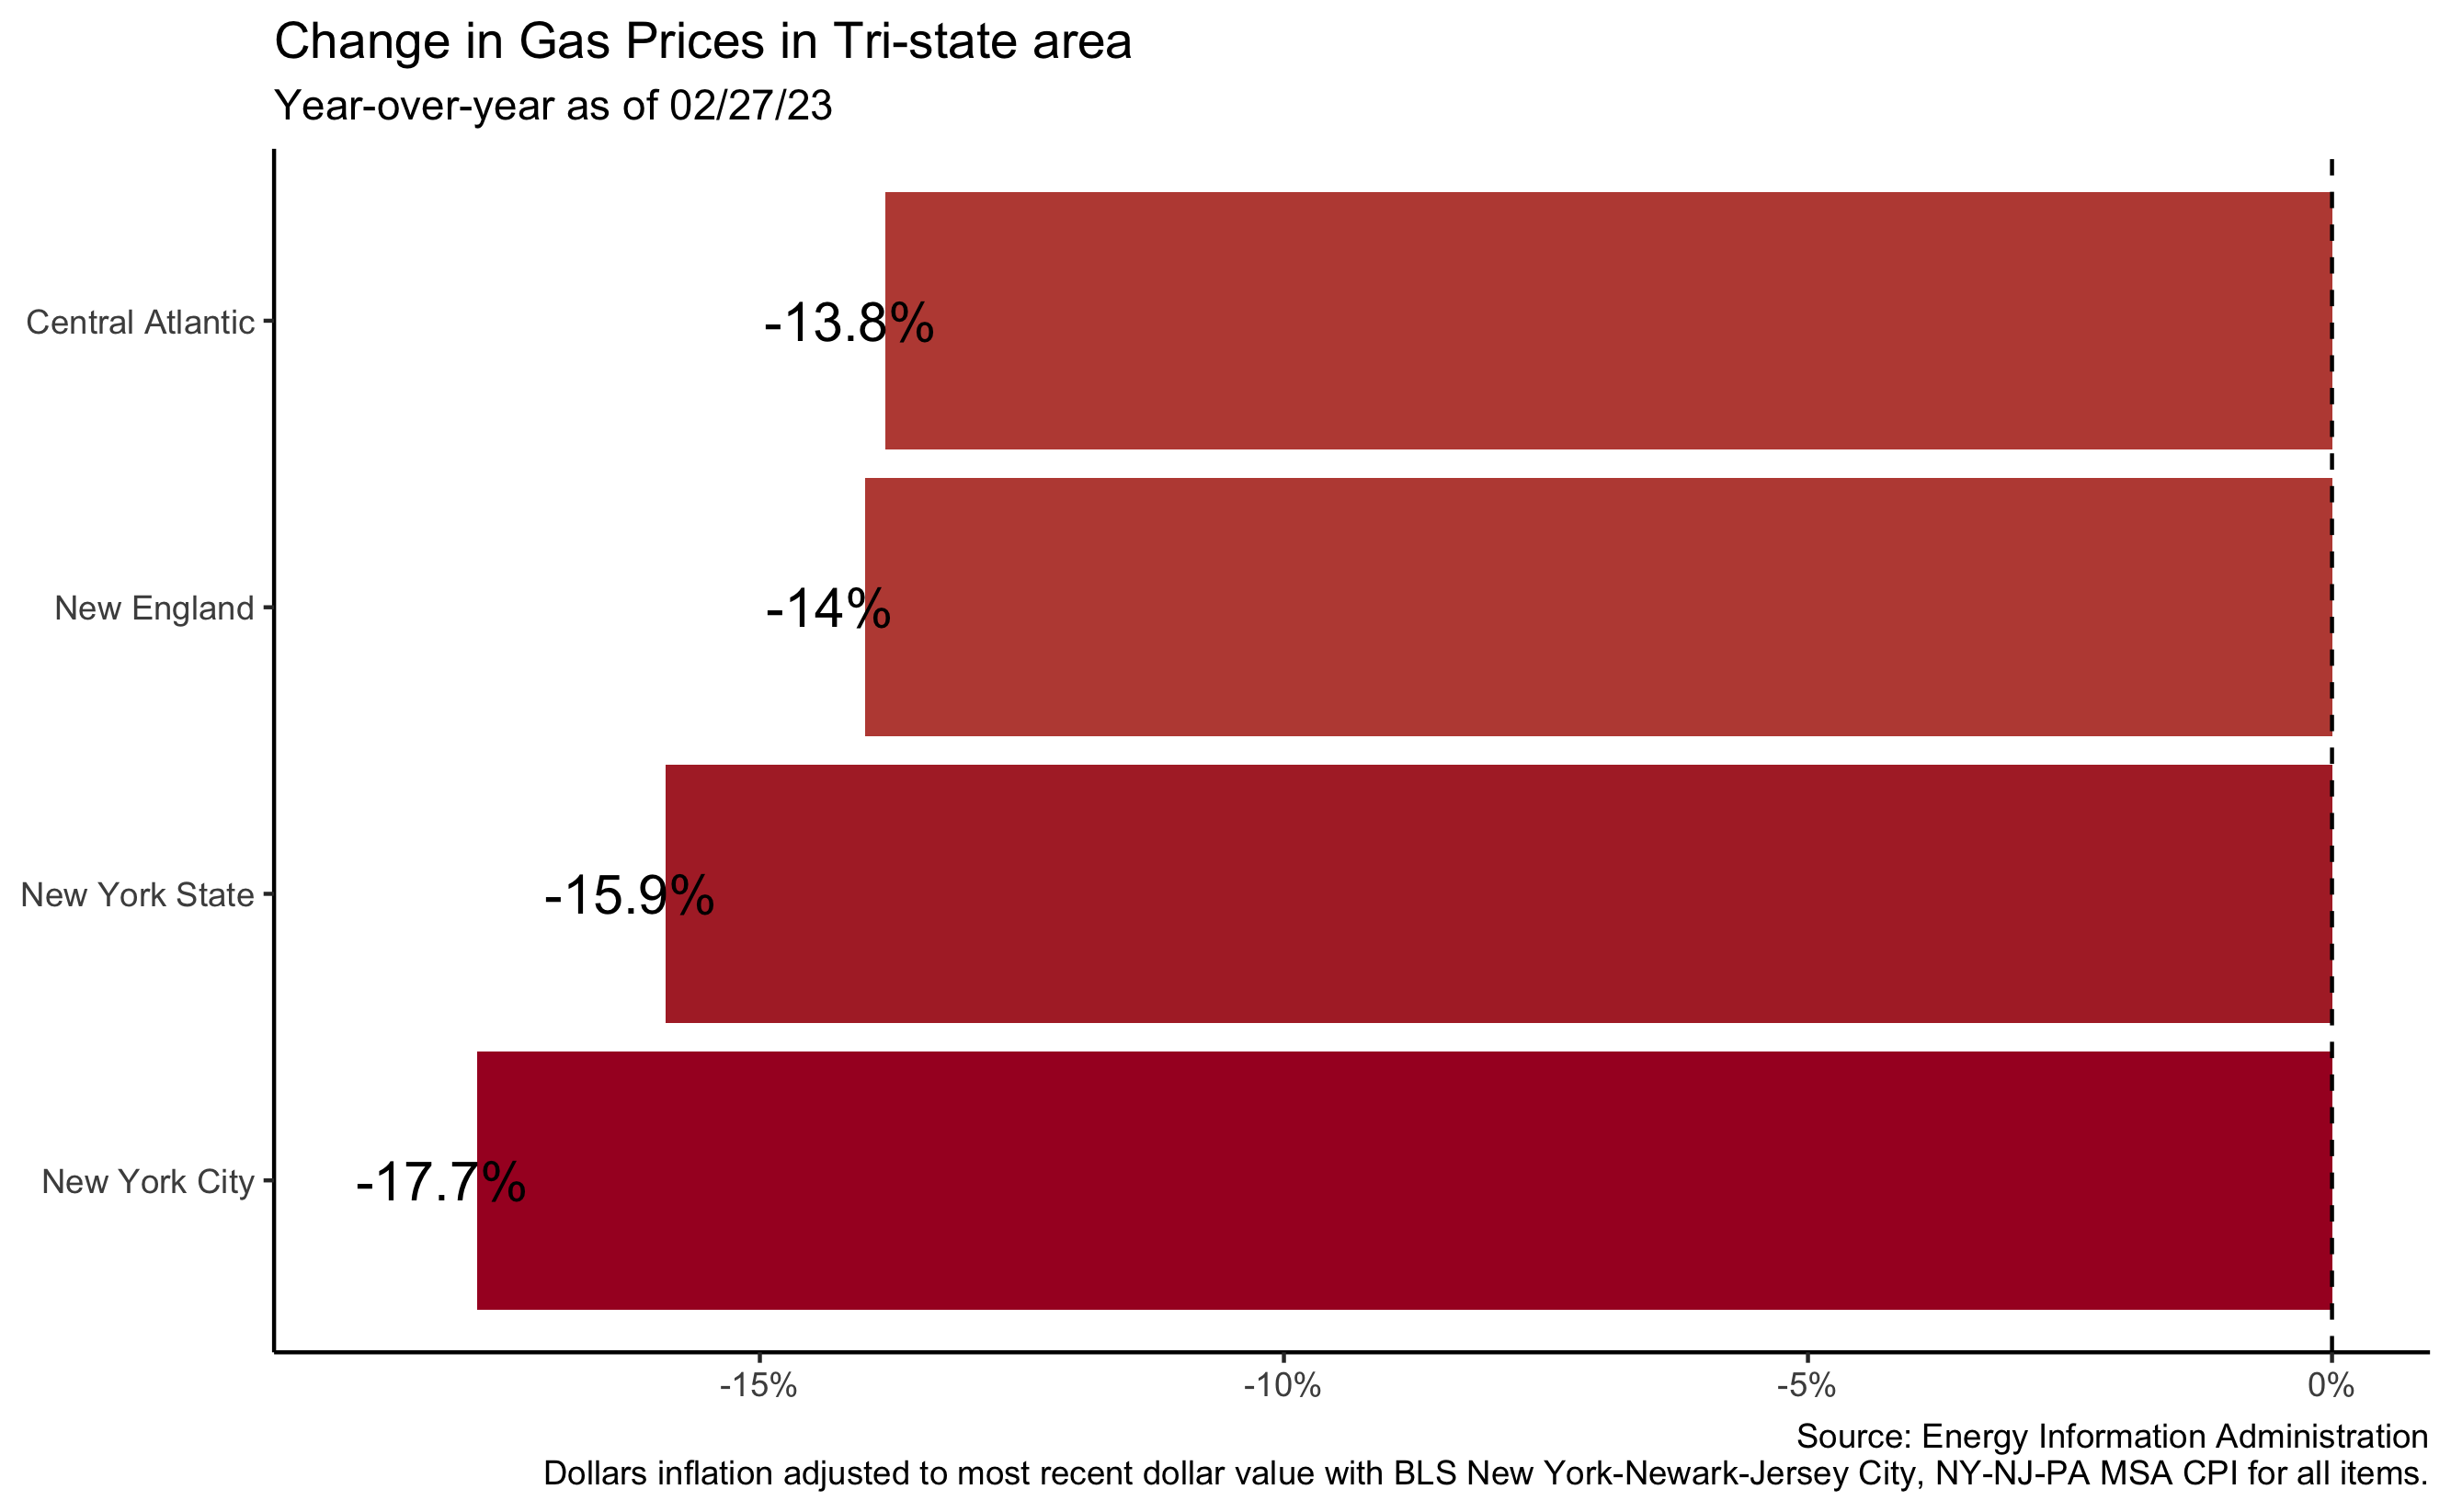 Change in Gas Prices in Tri-state area
Year-over-year as of 02/27/23
Central Atlantic
-13.8%
New England
-14%
New York State
-15.9%
New York City
-17.7%
-15%
-10%
-5%
0%
Source: Energy Information Administration
Dollars inflation adjusted to most recent dollar value with BLS New York-Newark-Jersey City, NY-NJ-PA MSA CPI for all items.